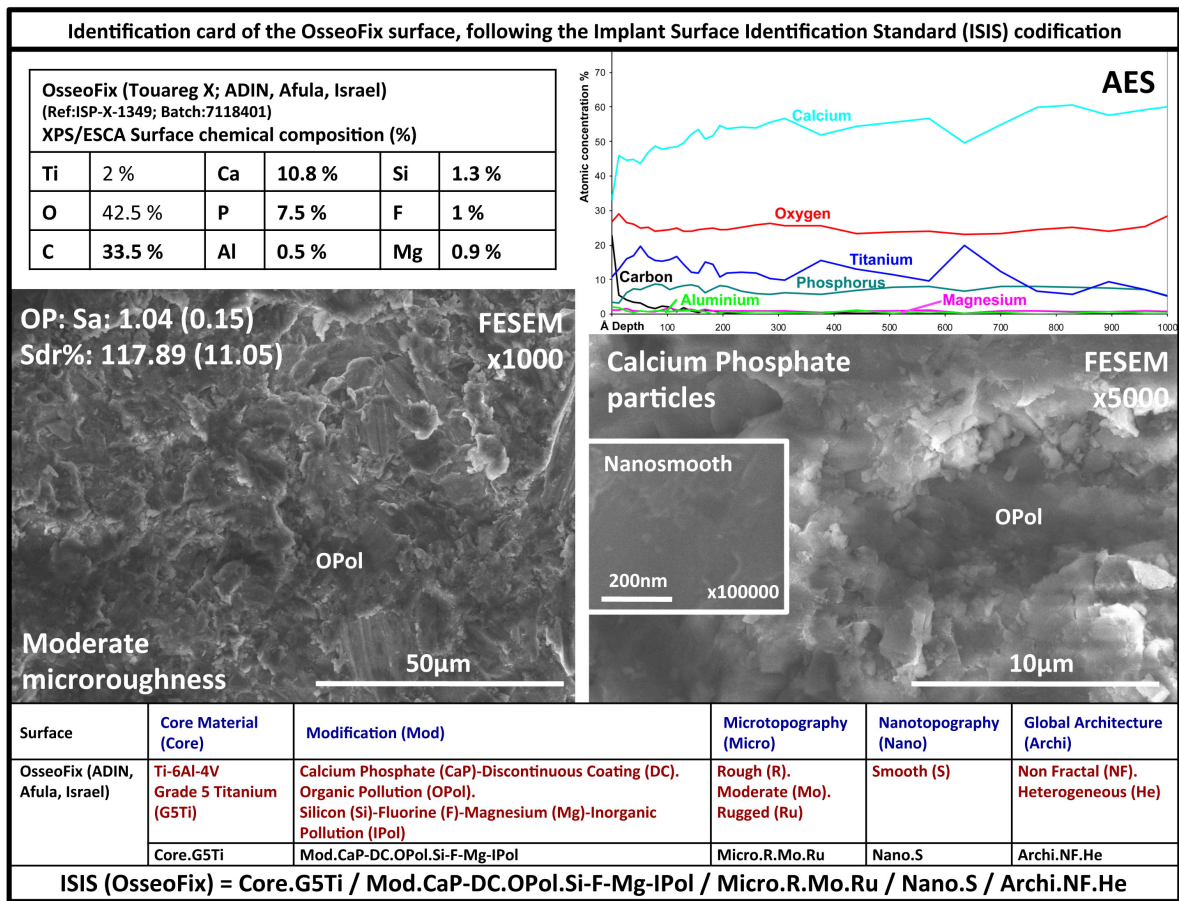 Identification card of the OsseoFix surface, following the Implant Surface Identification Standard (ISIS) codification
OsseoFix (Touareg X; ADIN, Afula, Israel)
(Ref:ISP-X-1349; Batch:7118401)
XPS/ESCA Surface chemical composition (%)
Ti 2 % Ca 10.8 % Si 1.3 %
O 42.5 % P 7.5 % F 1 %
C 33.5 % Al 0.5 % Mg 0.9 %
AES
Atomic concentration %
70
60
50
40
30
20
10
0
Calcium
Oxygen
Titanium
Carbon
Phosphorus
Aluminium
Magnesium
Å Depth 100 200 300 400 500 600 700 800 900 1000
OP: Sa: 1.04 (0.15)
Sdr%: 117.89 (11.05)
FESEM
x1000
OPol
Moderate
microroughness
50µm
Calcium Phosphate
particles
FESEM
x5000
Nanosmooth
200nm
x100000
OPol
10µm
Surface
Core Material
(Core)
Modification (Mod)
Microtopography
(Micro)
Nanotopography
(Nano)
Global Architecture
(Archi)
OsseoFix (ADIN,
Afula, Israel)
Ti-6Al-4V
Grade 5 Titanium
(G5Ti)
Calcium Phosphate (CaP)-Discontinuous Coating (DC).
Organic Pollution (OPol).
Silicon (Si)-Fluorine (F)-Magnesium (Mg)-Inorganic
Pollution (IPol)
Rough (R).
Moderate (Mo).
Rugged (Ru)
Smooth (S)
Non Fractal (NF).
Heterogeneous (He)
Core.G5Ti
Mod.CaP-DC.OPol.Si-F-Mg-IPol
Micro.R.Mo.Ru
Nano.S
Archi.NF.He
ISIS (OsseoFix) = Core.G5Ti / Mod.CaP-DC.OPol.Si-F-Mg-IPol / Micro.R.Mo.Ru / Nano.S / Archi.NF.He